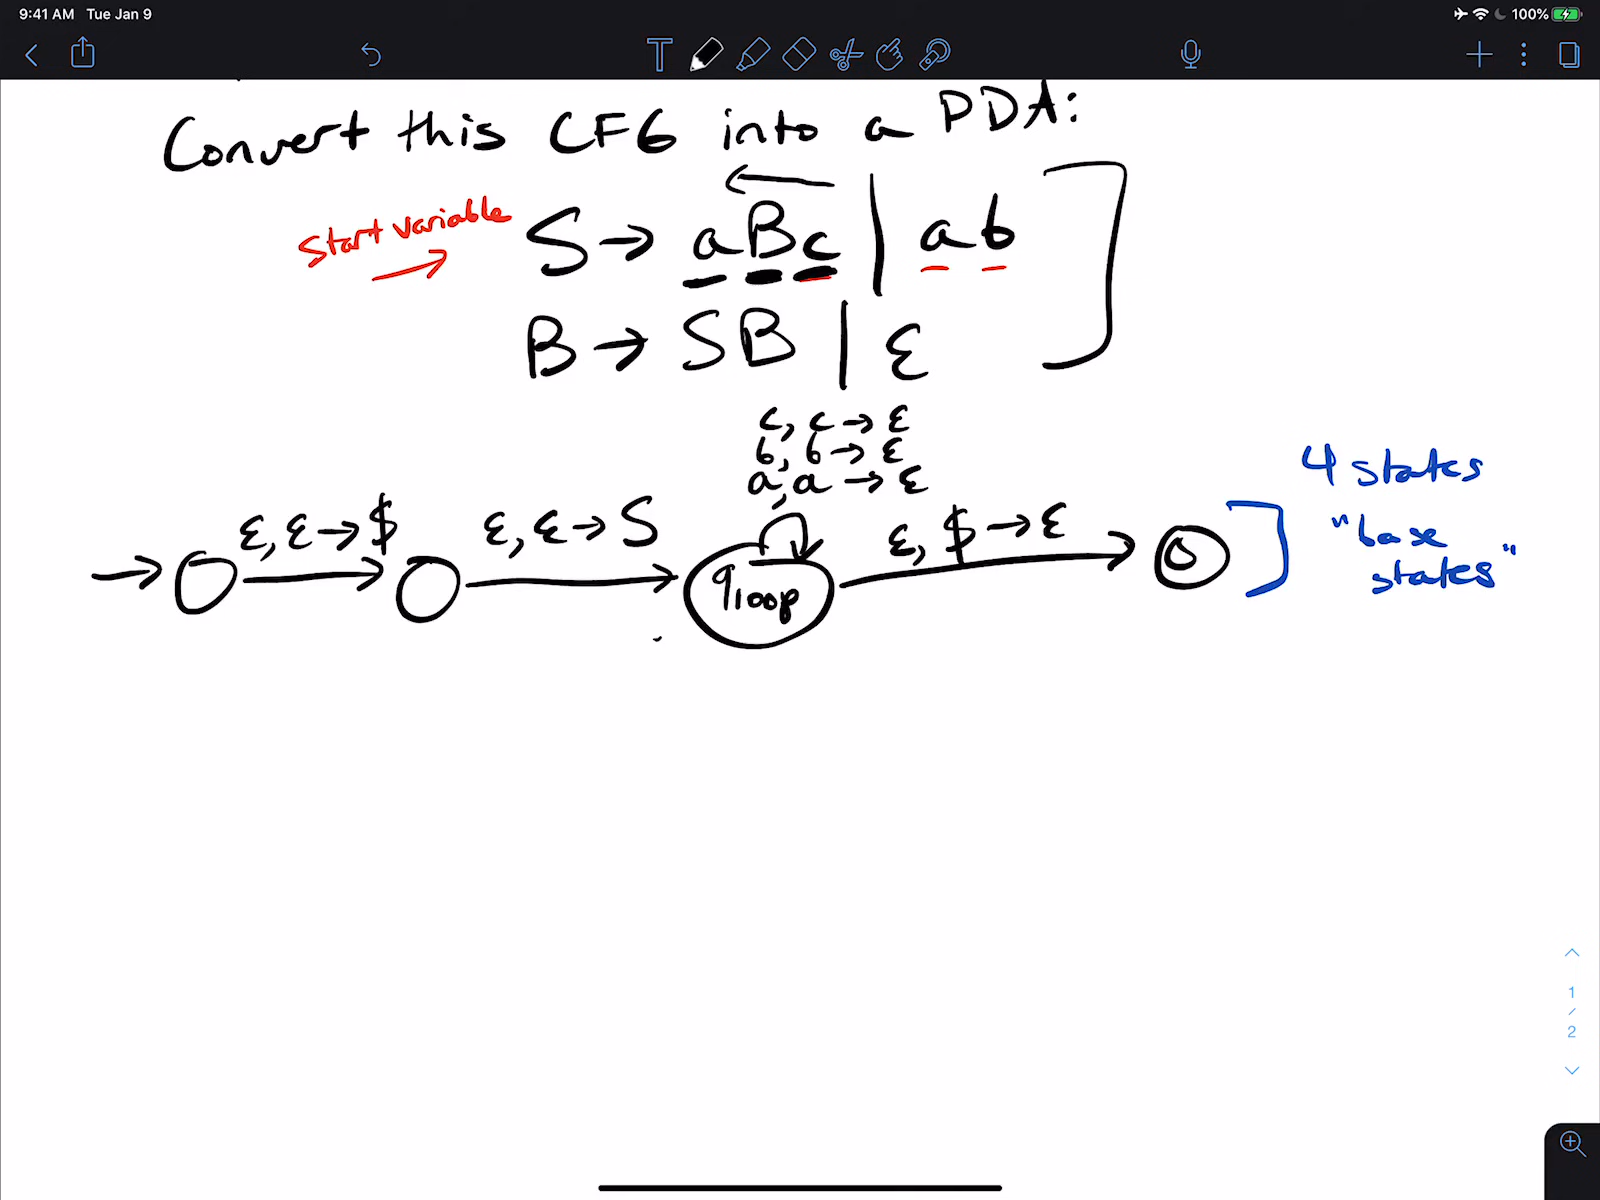 9:41 AM Tue Jan 9
100%
Convert this CFG into a PDA:
start variable
S → aBc | ab
B → SB | ε
c, c → ε
b, b → ε
a, a → ε
ε, ε → $
ε, ε → S
ε, $ → ε
qloop
4 states
"base
states"
1
/
2